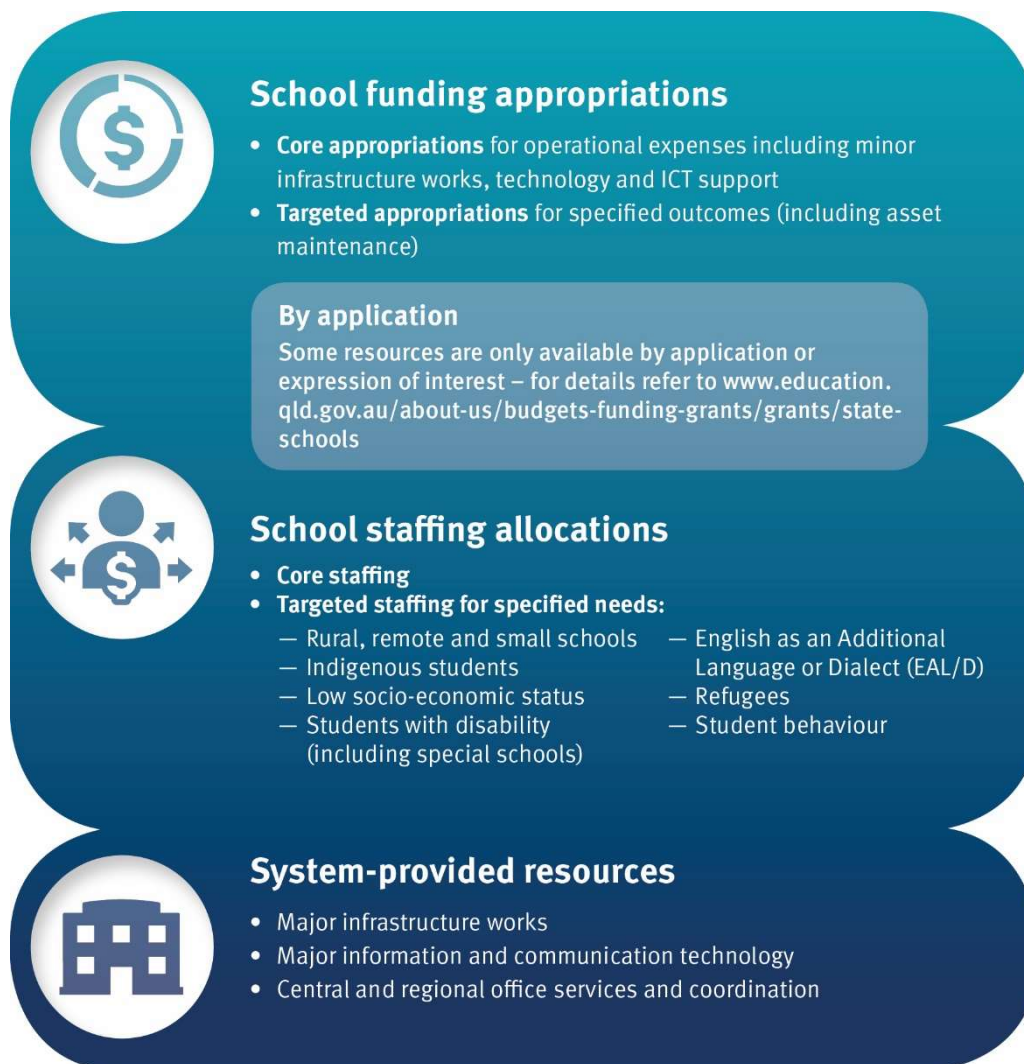 School funding appropriations
• Core appropriations for operational expenses including minor
infrastructure works, technology and ICT support
• Targeted appropriations for specified outcomes (including asset
maintenance)
By application
Some resources are only available by application or
expression of interest – for details refer to www.education.
qld.gov.au/about-us/budgets-funding-grants/grants/state-
schools
School staffing allocations
• Core staffing
• Targeted staffing for specified needs:
— Rural, remote and small schools
— Indigenous students
— Low socio-economic status
— Students with disability
(including special schools)
— English as an Additional
Language or Dialect (EAL/D)
— Refugees
— Student behaviour
System-provided resources
• Major infrastructure works
• Major information and communication technology
• Central and regional office services and coordination